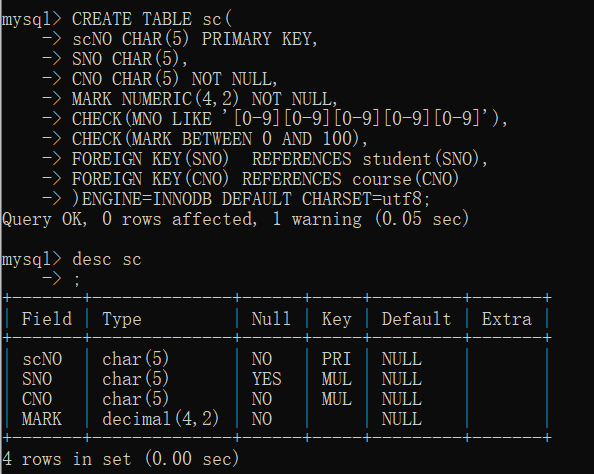 mysql> CREATE TABLE sc(
    -> scNO CHAR(5) PRIMARY KEY,
    -> SNO CHAR(5),
    -> CNO CHAR(5) NOT NULL,
    -> MARK NUMERIC(4,2) NOT NULL,
    -> CHECK(MNO LIKE '[0-9][0-9][0-9][0-9][0-9]'),
    -> CHECK(MARK BETWEEN 0 AND 100),
    -> FOREIGN KEY(SNO)  REFERENCES student(SNO),
    -> FOREIGN KEY(CNO) REFERENCES course(CNO)
    -> )ENGINE=INNODB DEFAULT CHARSET=utf8;
Query OK, 0 rows affected, 1 warning (0.05 sec)
mysql> desc sc
    -> ;
+-------+--------------+------+-----+---------+-------+
| Field | Type         | Null | Key | Default | Extra |
+-------+--------------+------+-----+---------+-------+
| scNO  | char(5)      | NO   | PRI | NULL    |       |
| SNO   | char(5)      | YES  | MUL | NULL    |       |
| CNO   | char(5)      | NO   | MUL | NULL    |       |
| MARK  | decimal(4,2) | NO   |     | NULL    |       |
+-------+--------------+------+-----+---------+-------+
4 rows in set (0.00 sec)